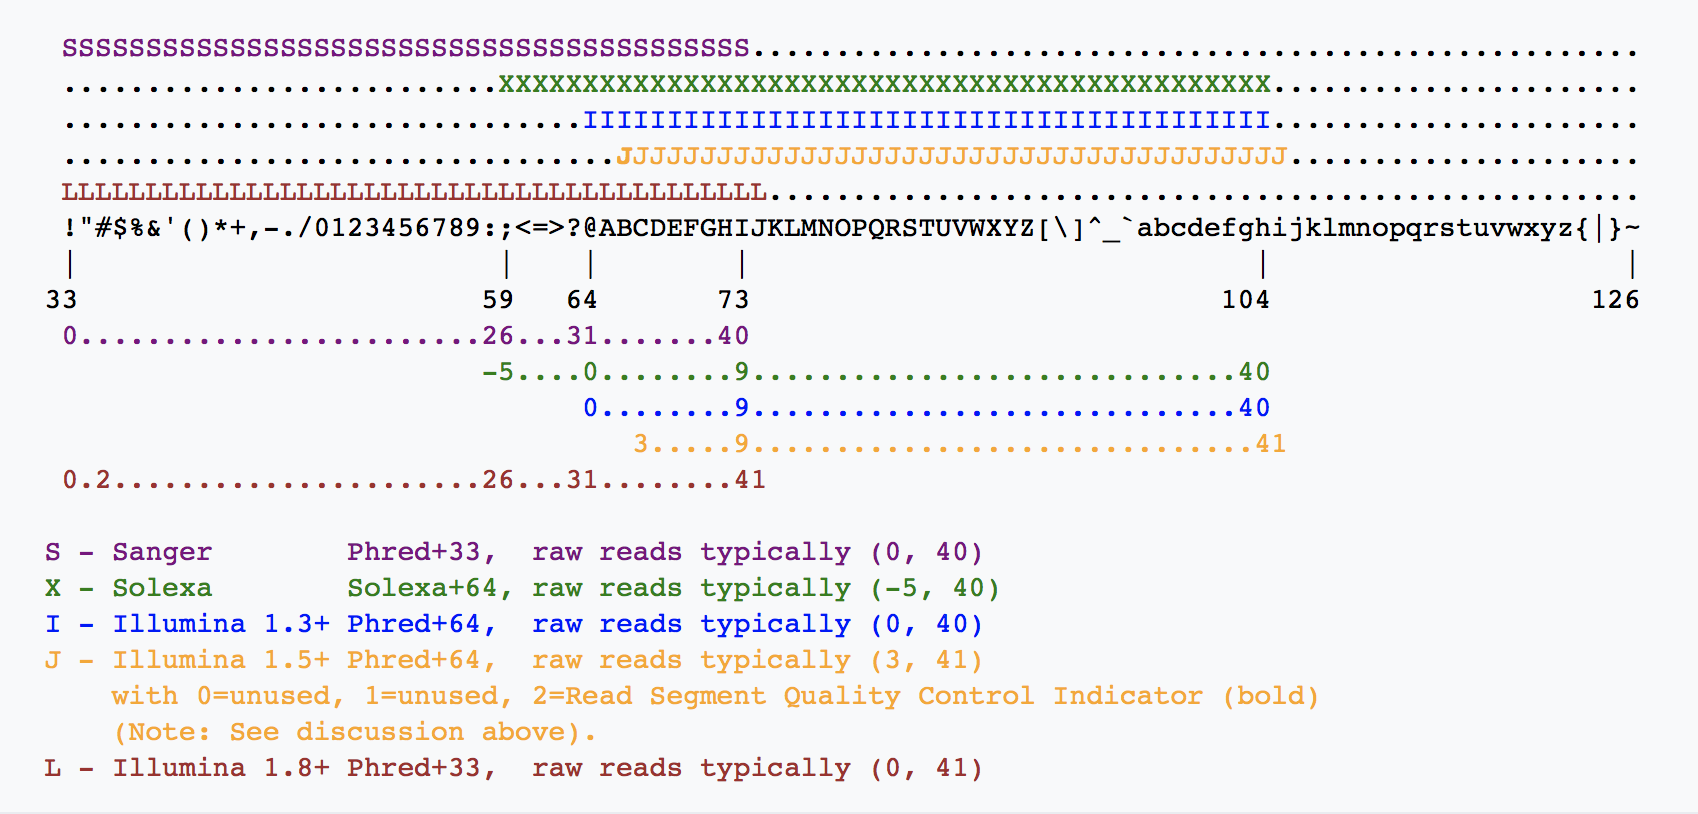 SSSSSSSSSSSSSSSSSSSSSSSSSSSSSSSSSSSSSSSSS.....................................................
..........................XXXXXXXXXXXXXXXXXXXXXXXXXXXXXXXXXXXXXXXXXXXXXX......................
...............................IIIIIIIIIIIIIIIIIIIIIIIIIIIIIIIIIIIIIIIII......................
.................................JJJJJJJJJJJJJJJJJJJJJJJJJJJJJJJJJJJJJJJJ.....................
LLLLLLLLLLLLLLLLLLLLLLLLLLLLLLLLLLLLLLLLLL....................................................
!"#$%&'()*+,-./0123456789:;<=>?@ABCDEFGHIJKLMNOPQRSTUVWXYZ[\]^_`abcdefghijklmnopqrstuvwxyz{|}~
| | | | | |
33 59 64 73 104 126
0........................26...31.......40
-5....0........9.............................40
0........9.............................40
3.....9..............................41
0.2......................26...31........41
S - Sanger Phred+33, raw reads typically (0, 40)
X - Solexa Solexa+64, raw reads typically (-5, 40)
I - Illumina 1.3+ Phred+64, raw reads typically (0, 40)
J - Illumina 1.5+ Phred+64, raw reads typically (3, 41)
with 0=unused, 1=unused, 2=Read Segment Quality Control Indicator (bold)
(Note: See discussion above).
L - Illumina 1.8+ Phred+33, raw reads typically (0, 41)